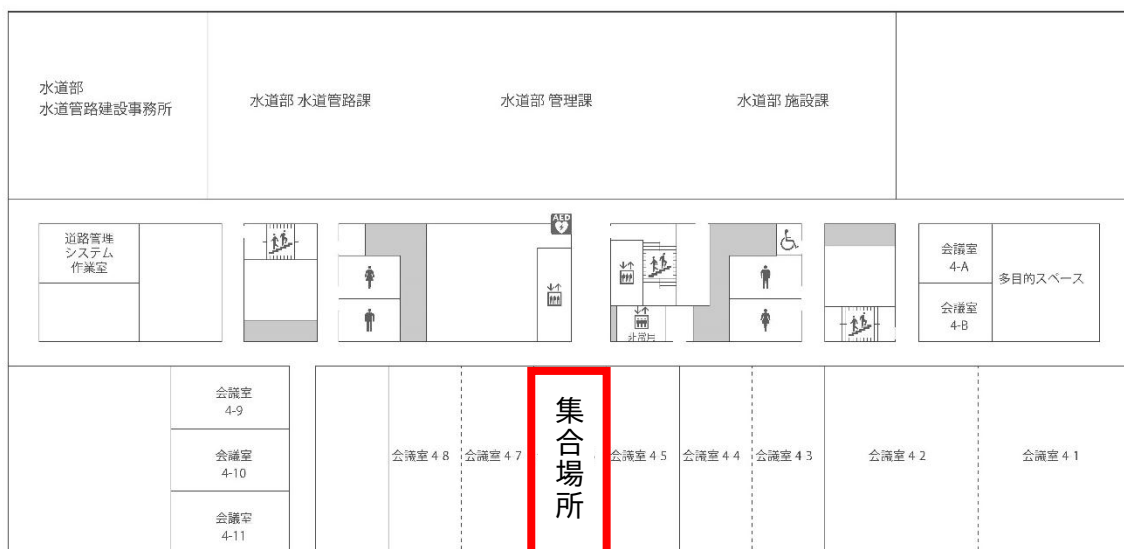 水道部
水道管路建設事務所
水道部 水道管路課
水道部 管理課
水道部 施設課
AED
道路管理
システム
作業室
非常用
会議室
4-A
会議室
4-B
多目的スペース
会議室
4-9
会議室
4-10
会議室
4-11
会議室 4 8
会議室 4 7
集合場所
会議室 4 5
会議室 4 4
会議室 4 3
会議室 4 2
会議室 4 1